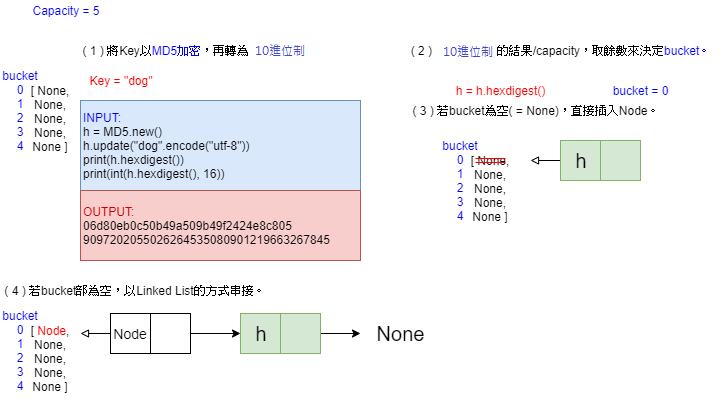 Capacity = 5
( 1 ) 將Key以MD5加密，再轉為 10進位制
bucket
0 [ None,
1 None,
2 None,
3 None,
4 None ]
Key = "dog"
INPUT:
h = MD5.new()
h.update("dog".encode("utf-8"))
print(h.hexdigest())
print(int(h.hexdigest(), 16))
OUTPUT:
06d80eb0c50b49a509b49f2424e8c805
9097202055026264535080901219663267845
( 2 ) 10進位制 的結果/capacity，取餘數來決定bucket。
h = h.hexdigest() bucket = 0
( 3 ) 若bucket為空( = None)，直接插入Node。
bucket
0 [ None,
1 None,
2 None,
3 None,
4 None ]
h
( 4 ) 若bucket部為空，以Linked List的方式串接。
bucket
0 [ Node,
1 None,
2 None,
3 None,
4 None ]
Node h None